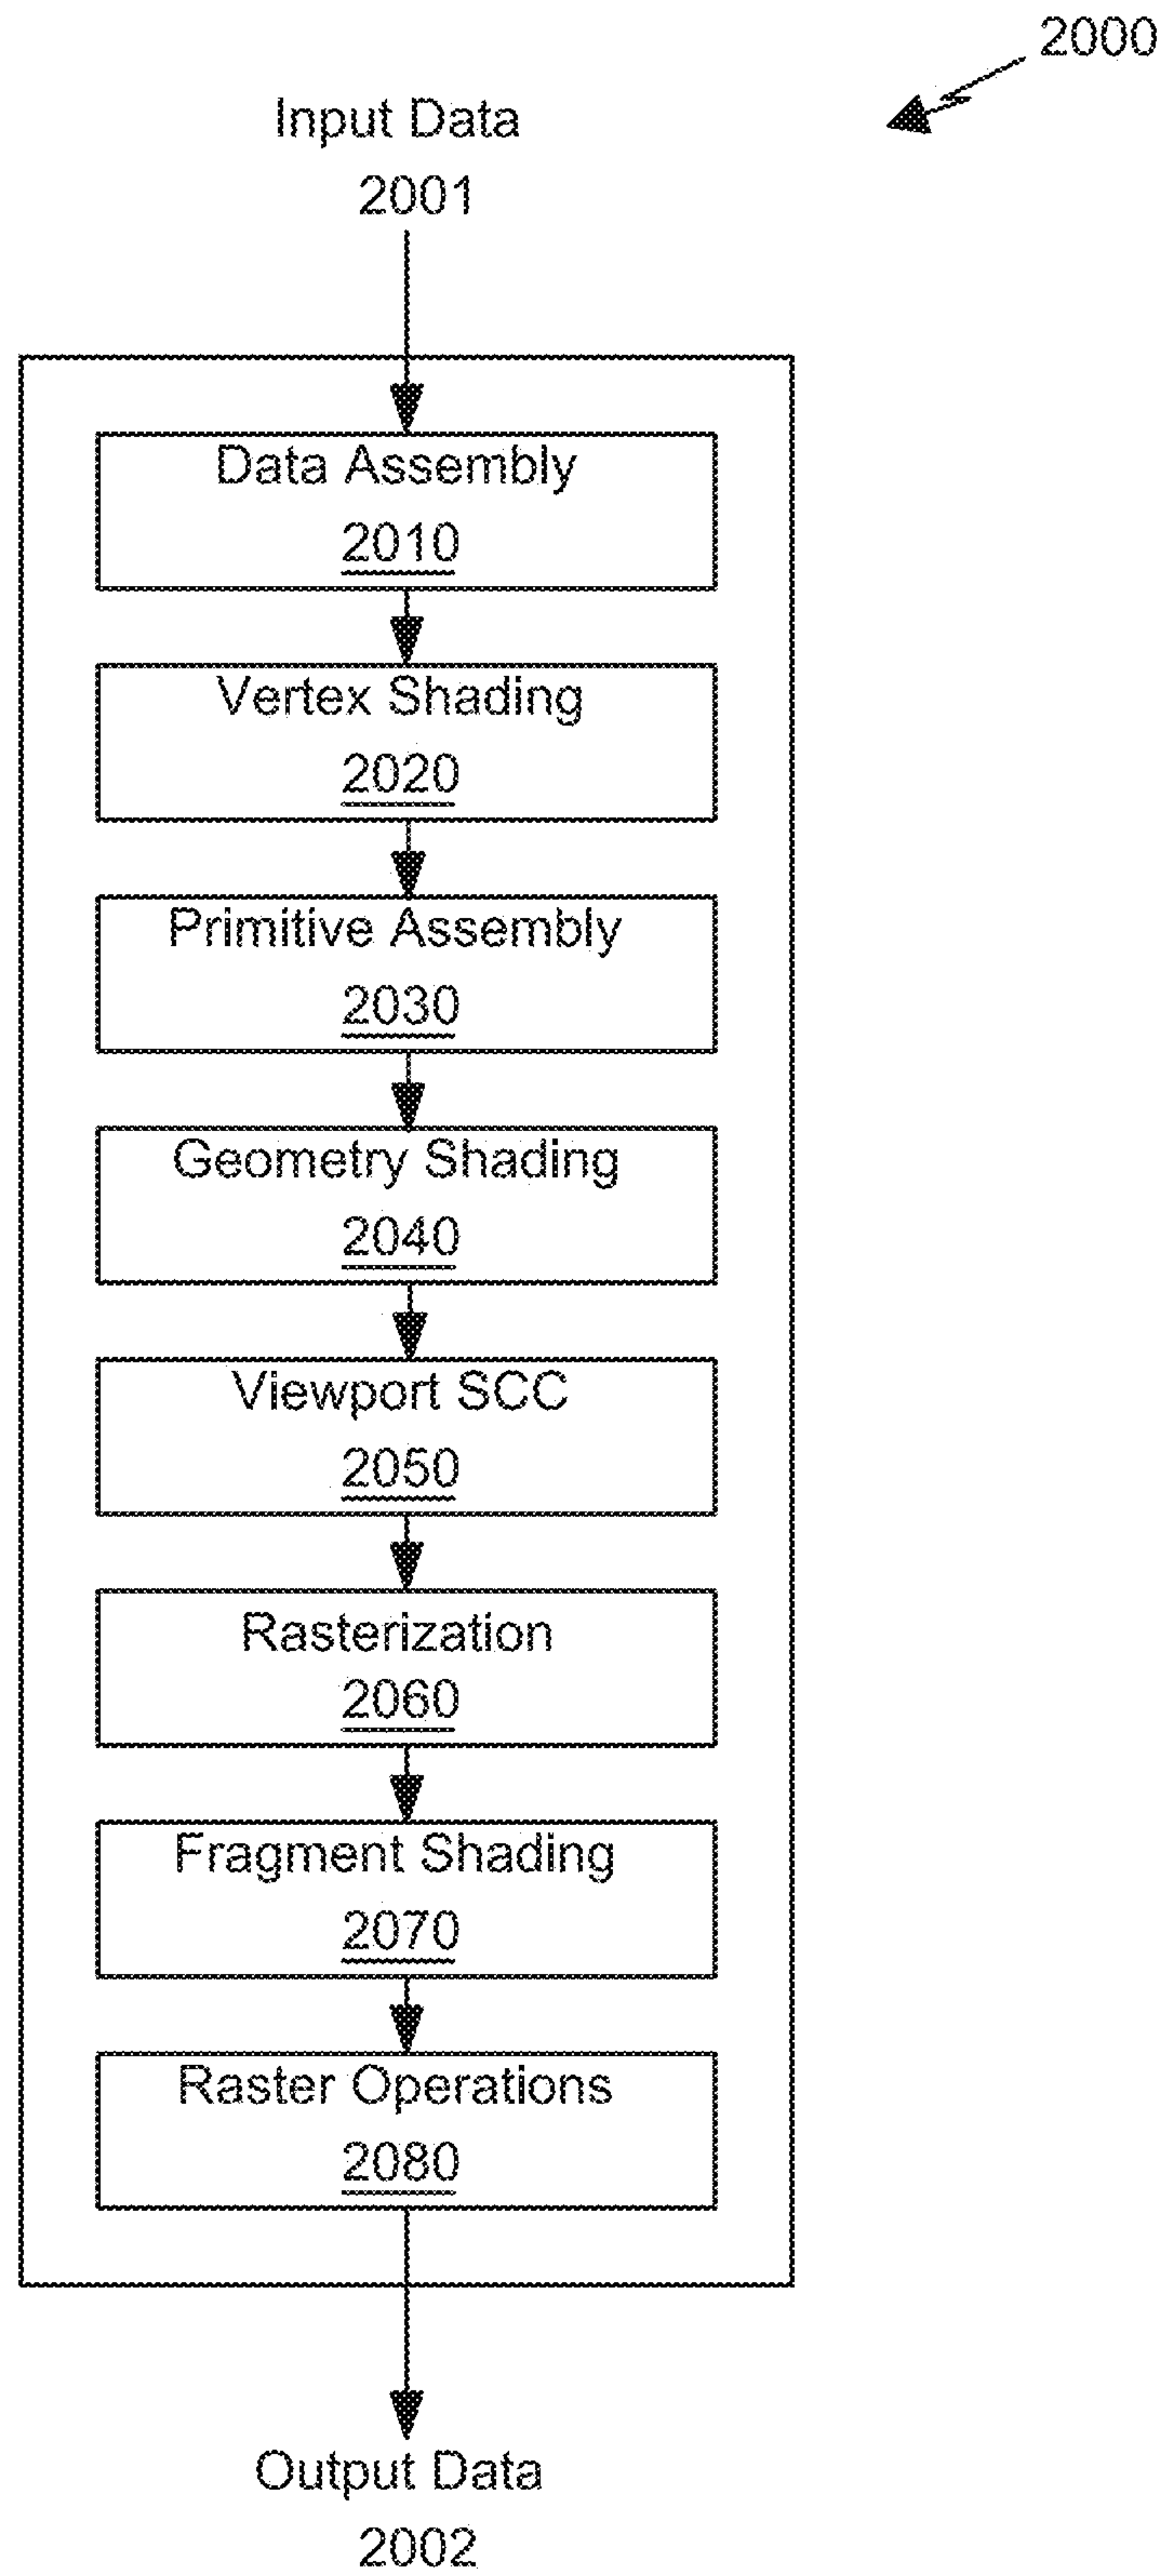 2000
Input Data
2001
Data Assembly
2010
Vertex Shading
2020
Primitive Assembly
2030
Geometry Shading
2040
Viewport SCC
2050
Rasterization
2060
Fragment Shading
2070
Raster Operations
2080
Output Data
2002